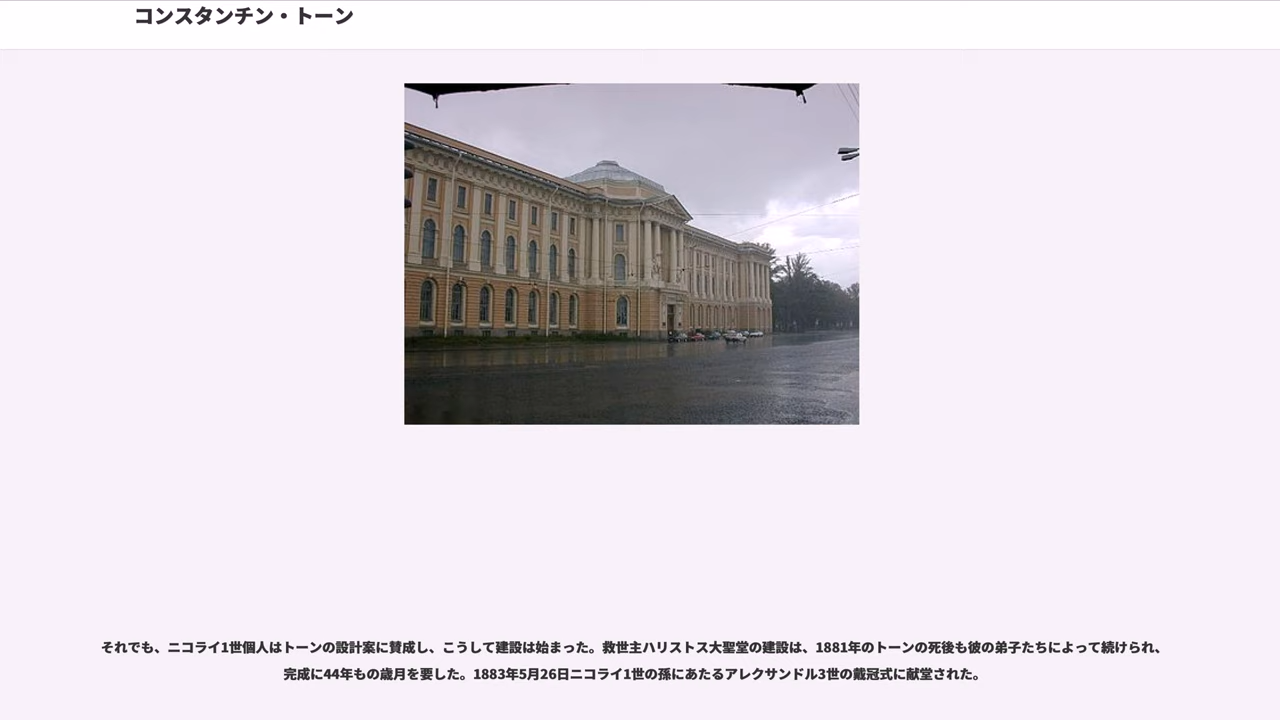 コンスタンチン・トーン
それでも、ニコライ1世個人はトーンの設計案に賛成し、こうして建設は始まった。救世主ハリストス大聖堂の建設は、1881年のトーンの死後も彼の弟子たちによって続けられ、
完成に44年もの歳月を要した。1883年5月26日ニコライ1世の孫にあたるアレクサンドル3世の戴冠式に献堂された。